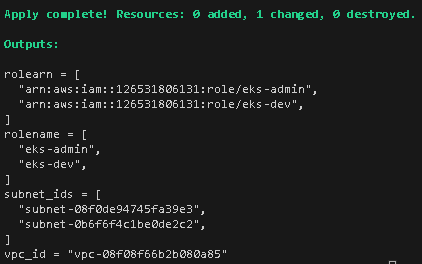 Apply complete! Resources: 0 added, 1 changed, 0 destroyed.
Outputs:
rolearn = [
  "arn:aws:iam::126531806131:role/eks-admin",
  "arn:aws:iam::126531806131:role/eks-dev",
]
rolename = [
  "eks-admin",
  "eks-dev",
]
subnet_ids = [
  "subnet-08f0de94745fa39e3",
  "subnet-0b6f6f4c1be0de2c2",
]
vpc_id = "vpc-08f08f66b2b080a85"